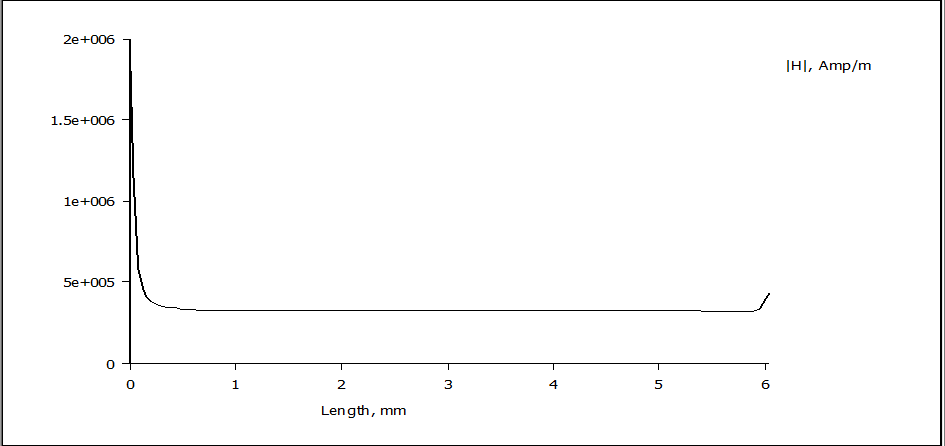 2e+006
|H|, Amp/m
1.5e+006
1e+006
5e+005
0
0 1 2 3 4 5 6
Length, mm